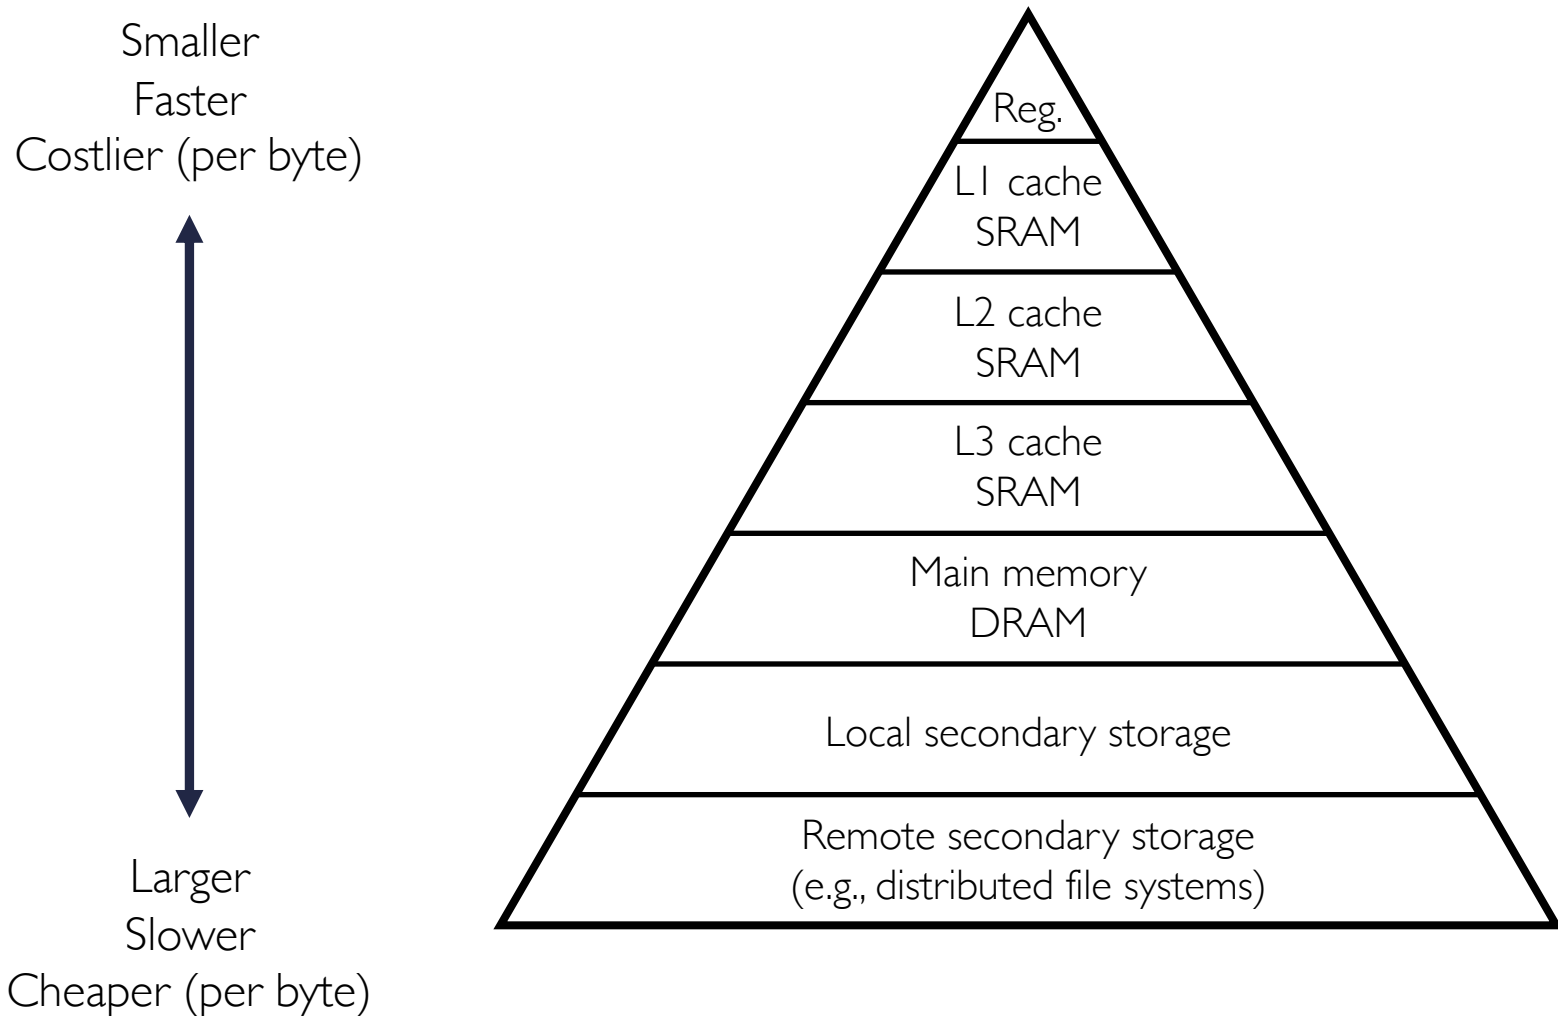 Smaller
Faster
Costlier (per byte)
Larger
Slower
Cheaper (per byte)
Reg.
L1 cache
SRAM
L2 cache
SRAM
L3 cache
SRAM
Main memory
DRAM
Local secondary storage
Remote secondary storage
(e.g., distributed file systems)